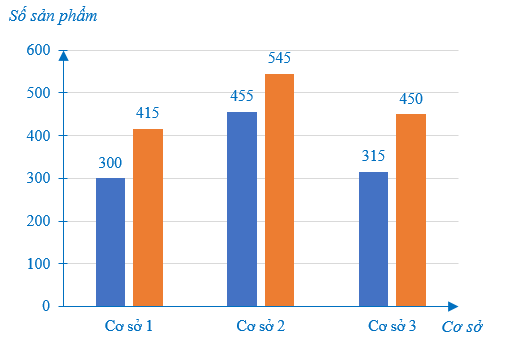 Số sản phẩm
600
500
400
300
200
100
0
300
415
455
545
315
450
Cơ sở 1
Cơ sở 2
Cơ sở 3
Cơ sở